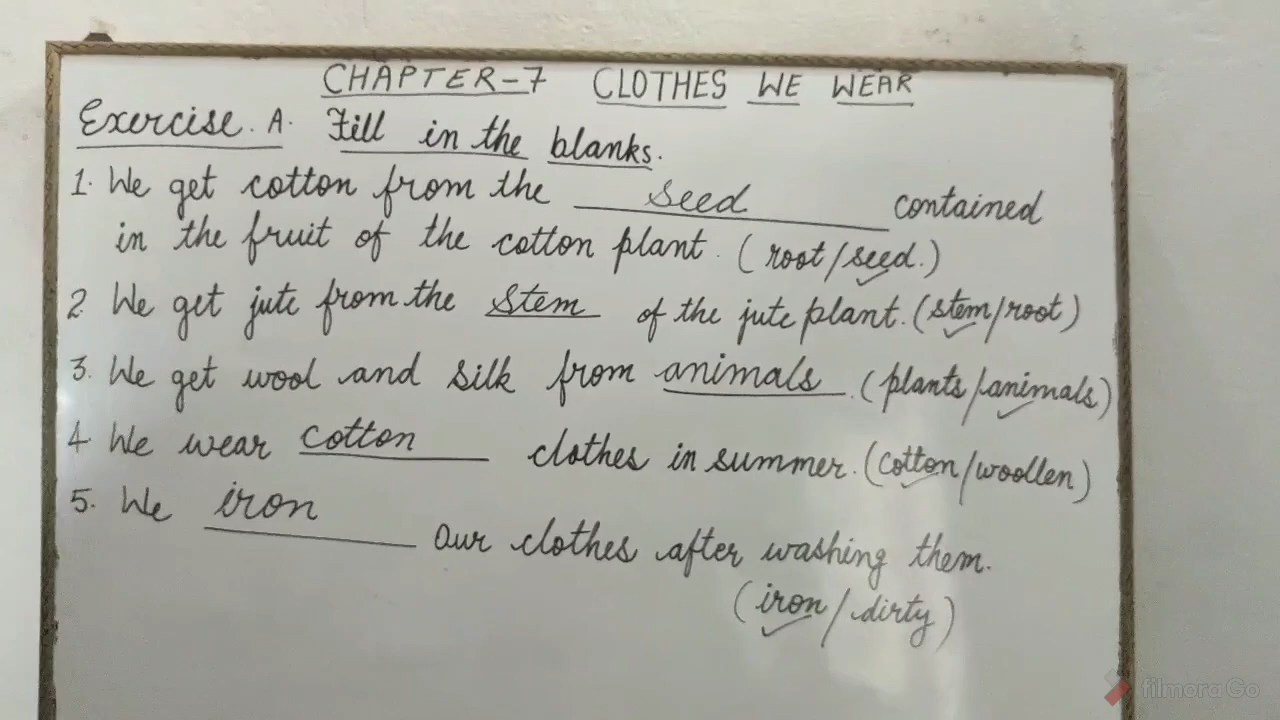 CHAPTER-7 CLOTHES WE WEAR
Exercise. A. Fill in the blanks.
1. We get cotton from the seed contained
in the fruit of the cotton plant. (root/seed.)
2 We get jute from the stem of the jute plant. (stem/root)
3. We get wool and silk from animals. (plants/animals)
4 We wear cotton clothes in summer. (cotton/woollen)
5. We iron our clothes after washing them.
(iron/dirty)
filmora Go